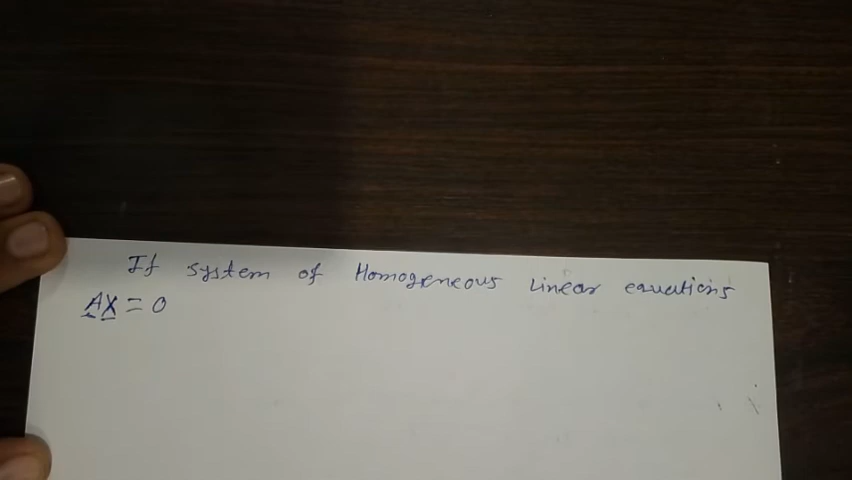 If system of Homogeneous Linear equations
AX = 0